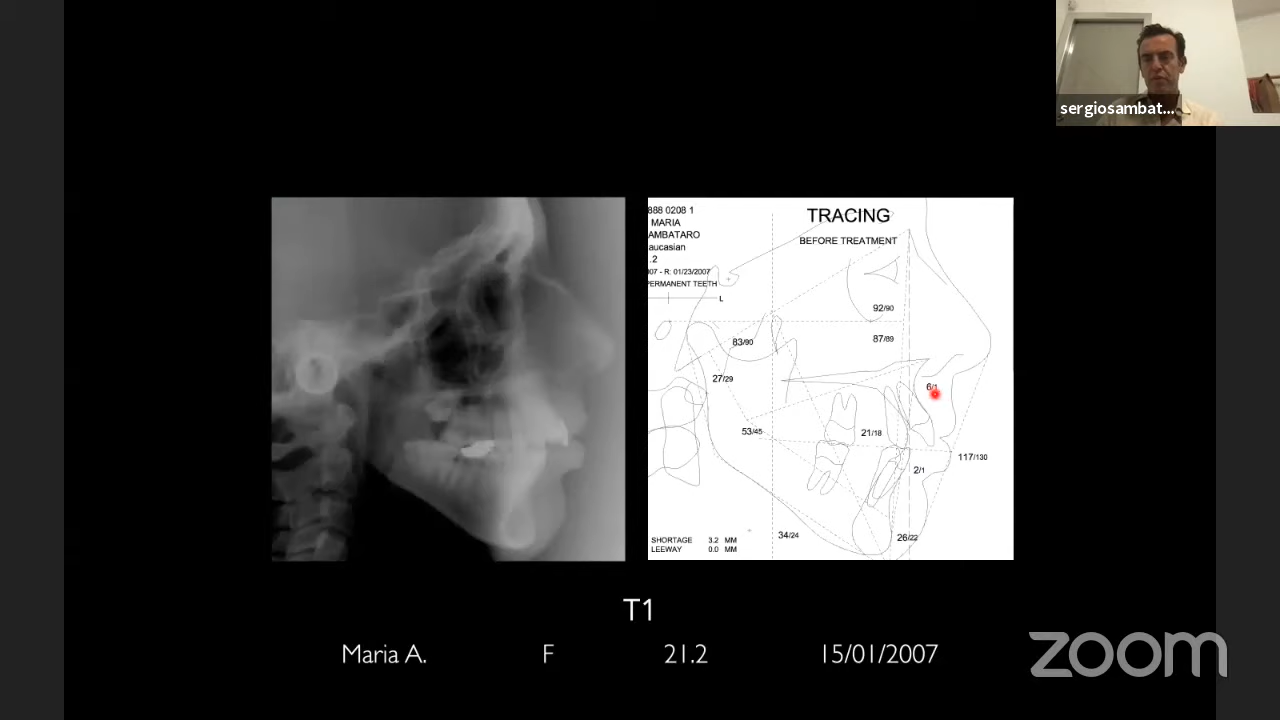 sergiosambat...
888 0208 1
MARIA
AMBATARO
aucasian
.2
007 - R: 01/23/2007
PERMANENT TEETH
L
TRACING
BEFORE TREATMENT
92/90
87/89
83/90
27/29
6/1
53/45
21/18
117/130
2/1
34/24
26/22
SHORTAGE 3.2 MM
LEEWAY 0.0 MM
T1
Maria A. F 21.2 15/01/2007
zoom